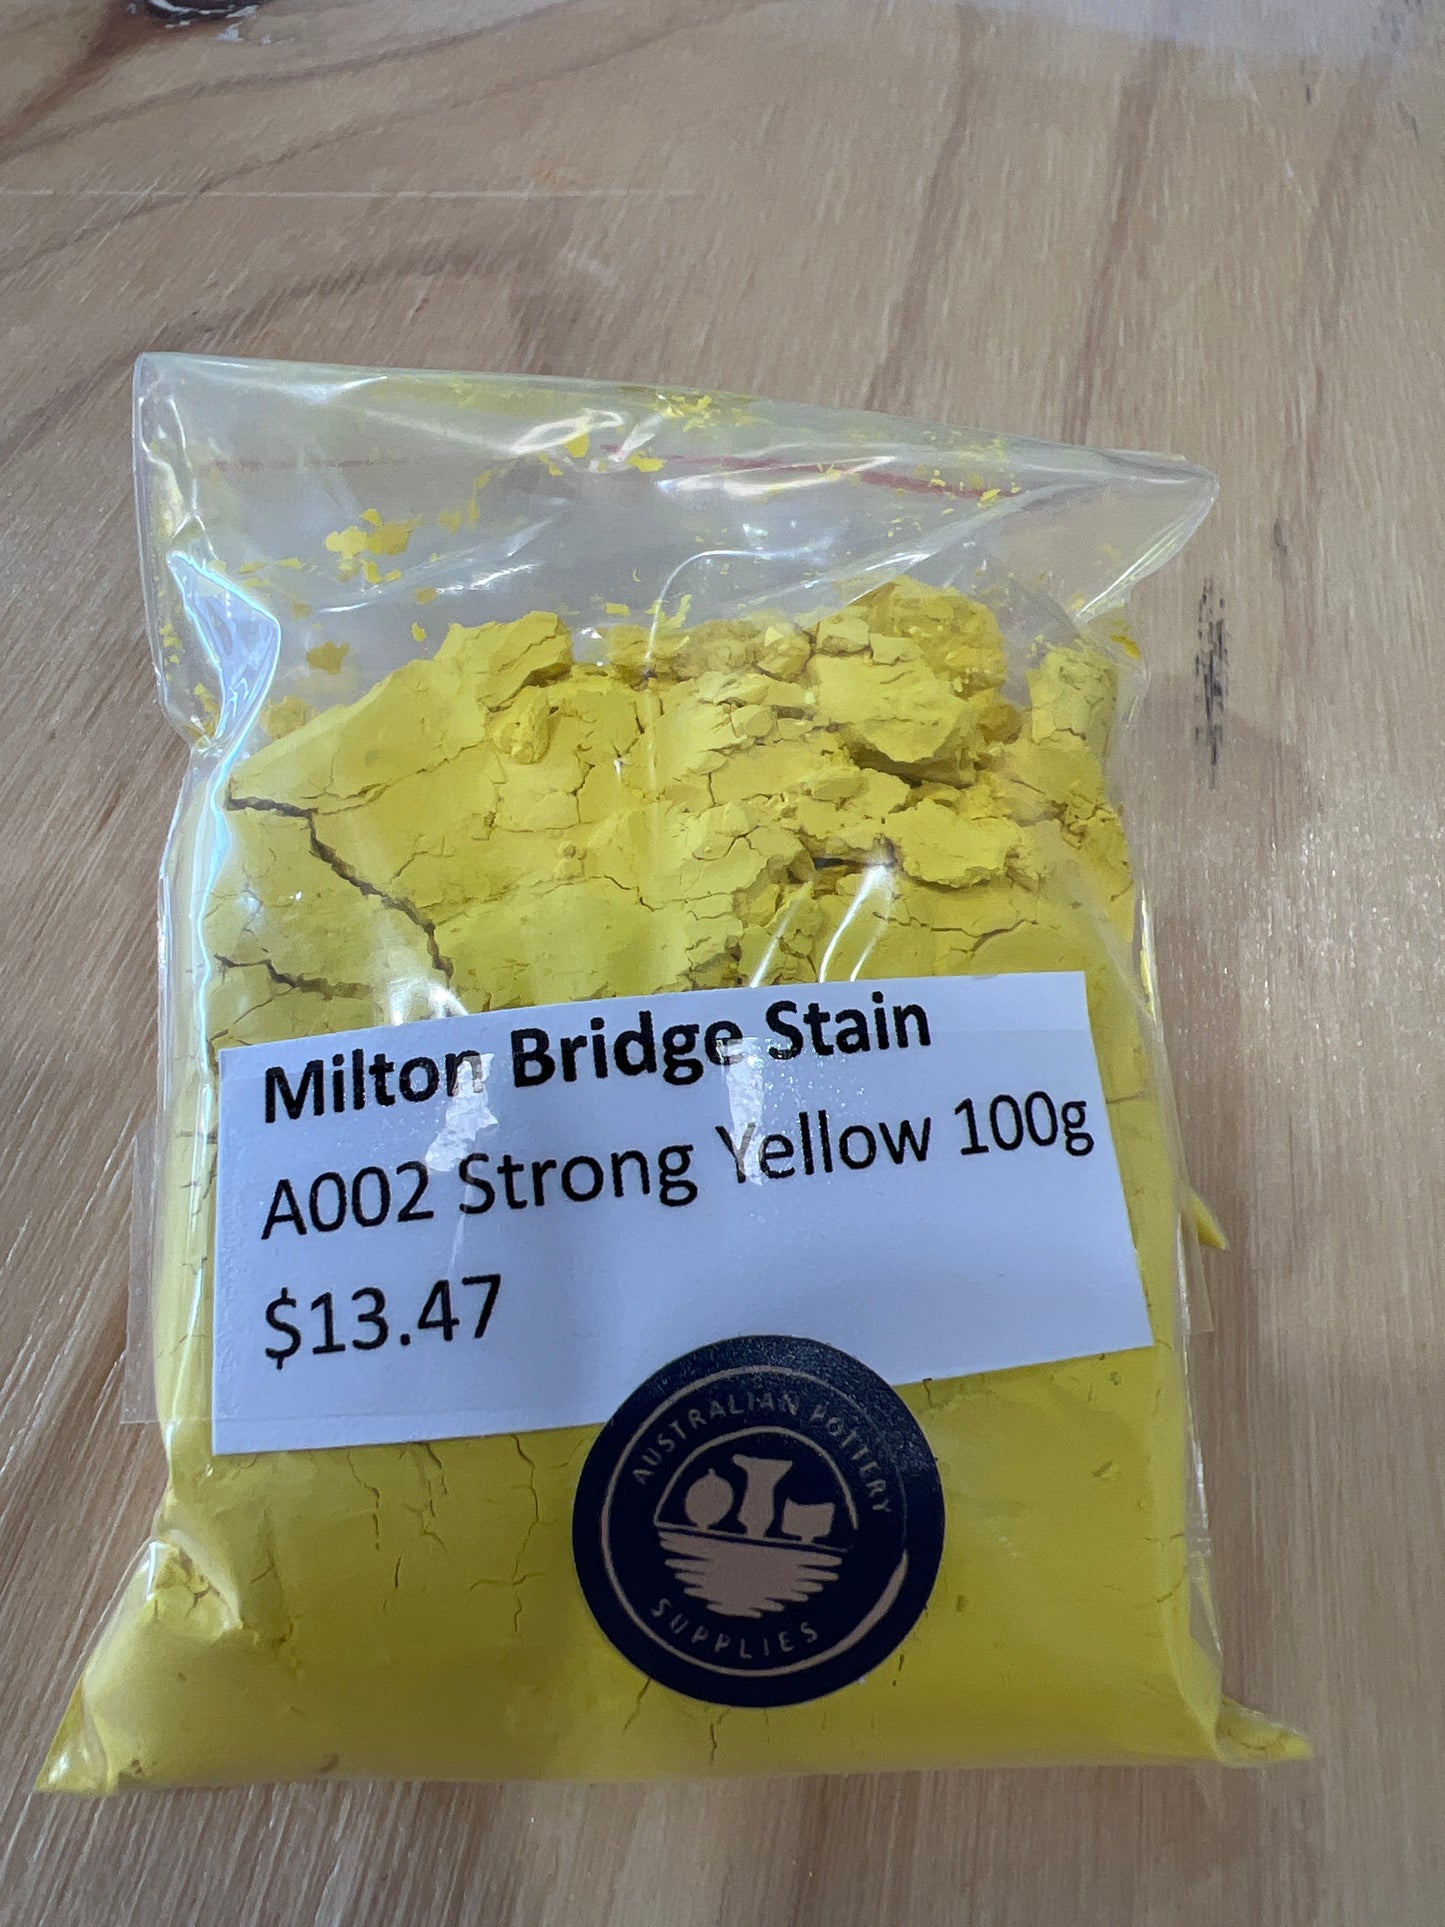 Milton Bridge Stain
A002 Strong Yellow 100g
$13.47
AUSTRALIAN POTTERY
SUPPLIES